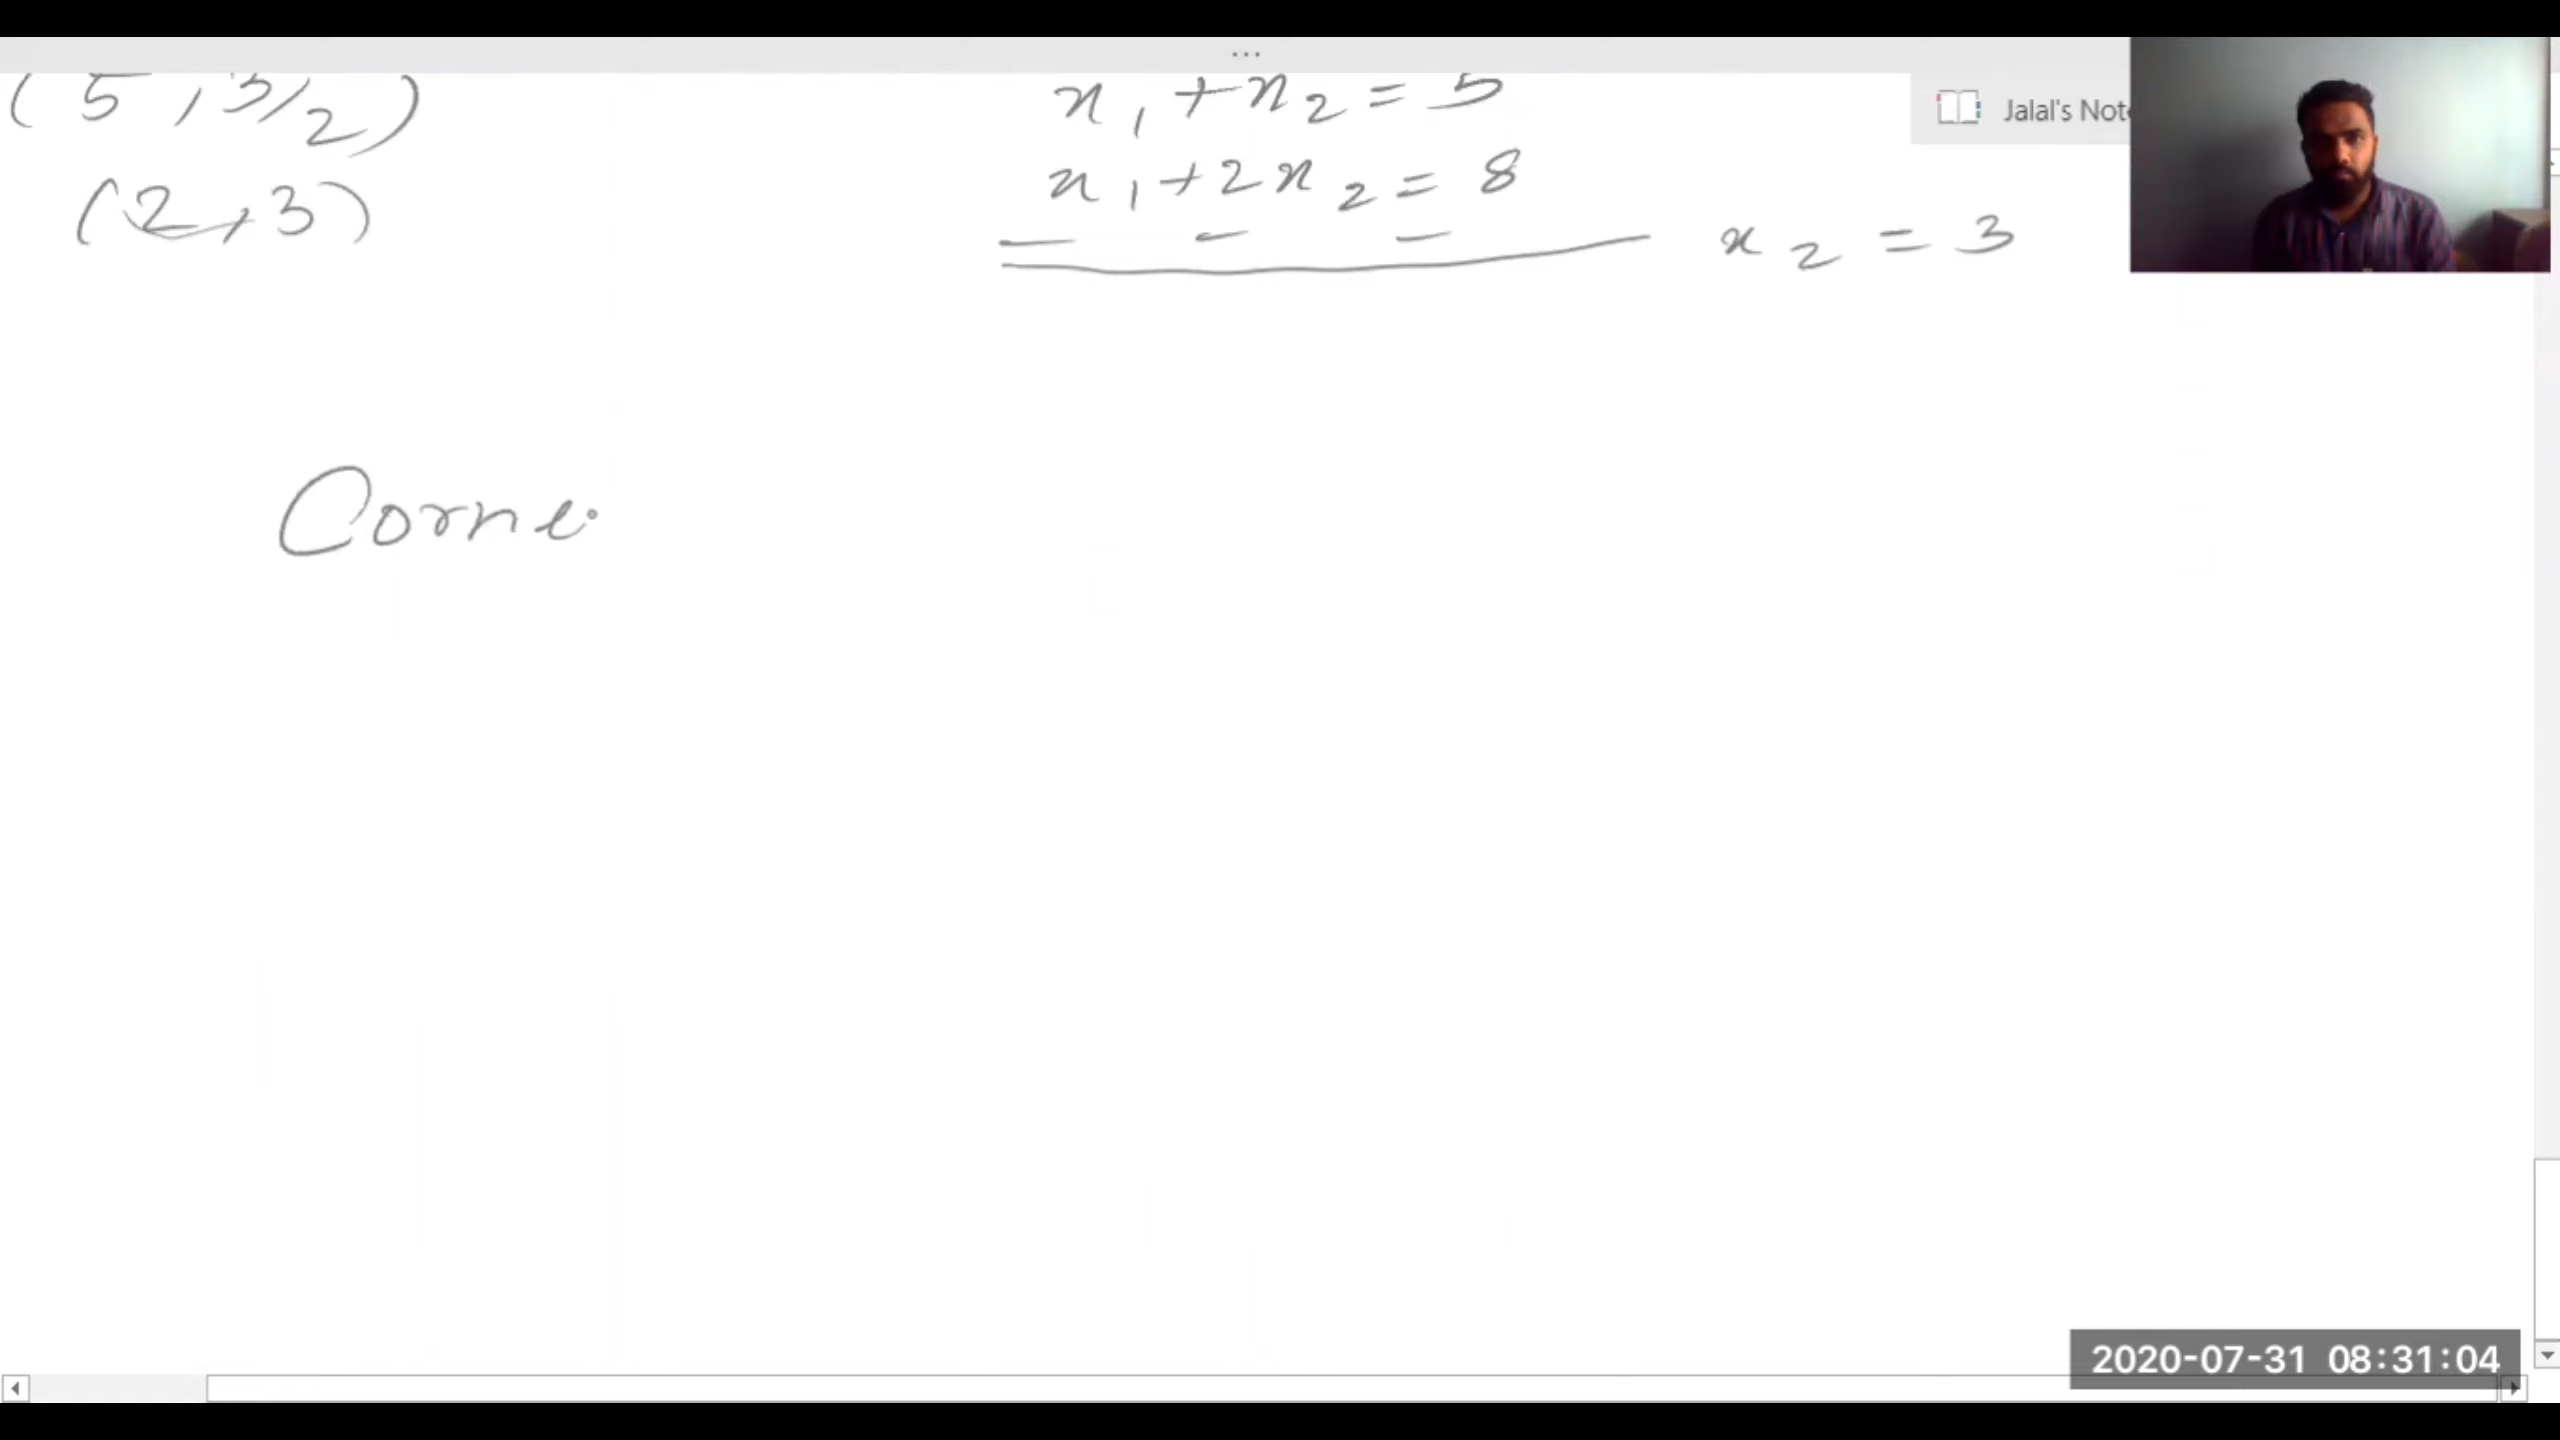 (5, 3/2)
(2, 3)
x₁ + x₂ = 5
x₁ + 2x₂ = 8
x₂ = 3
Jalal's Note
Corne
2020-07-31 08:31:04